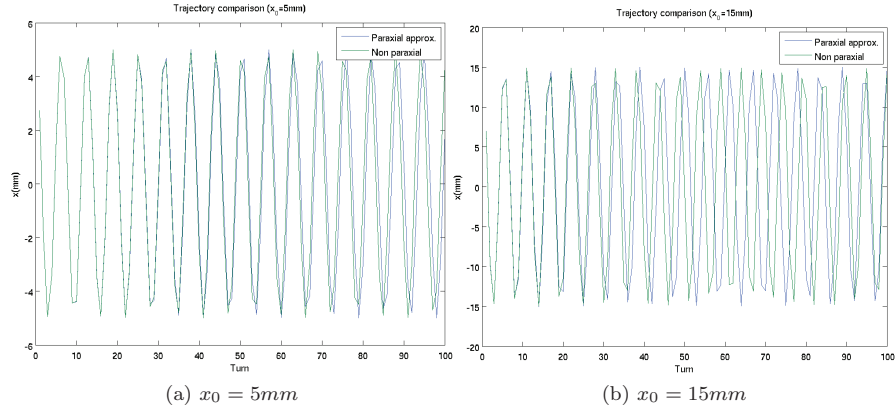 Trajectory comparison (x₀=5mm)
6
4
2
0
-2
-4
-6
x(mm)
0 10 20 30 40 50 60 70 80 90 100
Turn
Paraxial approx.
Non paraxial
(a) x₀ = 5mm
Trajectory comparison (x₀=15mm)
20
15
10
5
0
-5
-10
-15
-20
x(mm)
0 10 20 30 40 50 60 70 80 90 100
Turn
Paraxial approx.
Non paraxial
(b) x₀ = 15mm